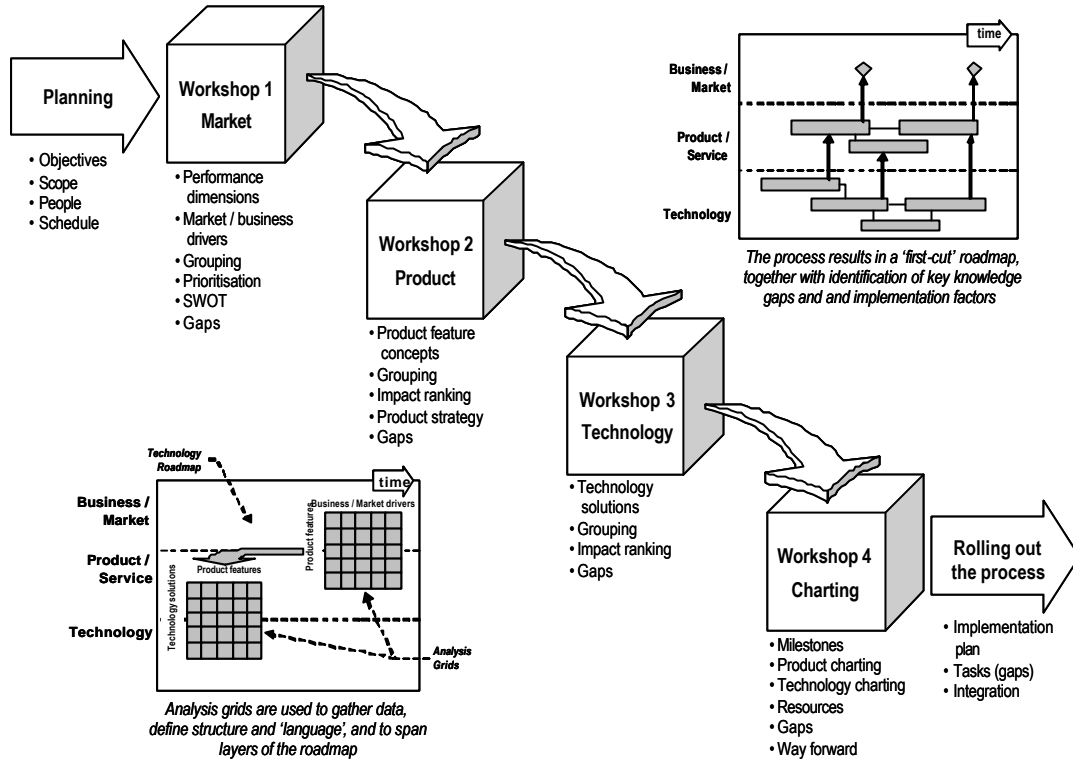 Planning
• Objectives
• Scope
• People
• Schedule
Workshop 1
Market
• Performance
dimensions
• Market / business
drivers
• Grouping
• Prioritisation
• SWOT
• Gaps
Workshop 2
Product
• Product feature
concepts
• Grouping
• Impact ranking
• Product strategy
• Gaps
Workshop 3
Technology
• Technology
solutions
• Grouping
• Impact ranking
• Gaps
Workshop 4
Charting
• Milestones
• Product charting
• Technology charting
• Resources
• Gaps
• Way forward
Rolling out
the process
• Implementation
plan
• Tasks (gaps)
• Integration
time
Business /
Market
Product /
Service
Technology
The process results in a ‘first-cut’ roadmap,
together with identification of key knowledge
gaps and and implementation factors
Technology
Roadmap
time
Business /
Market
Product /
Service
Technology
Business / Market drivers
Product features
Product features
Technology solutions
Analysis
Grids
Analysis grids are used to gather data,
define structure and ‘language’, and to span
layers of the roadmap